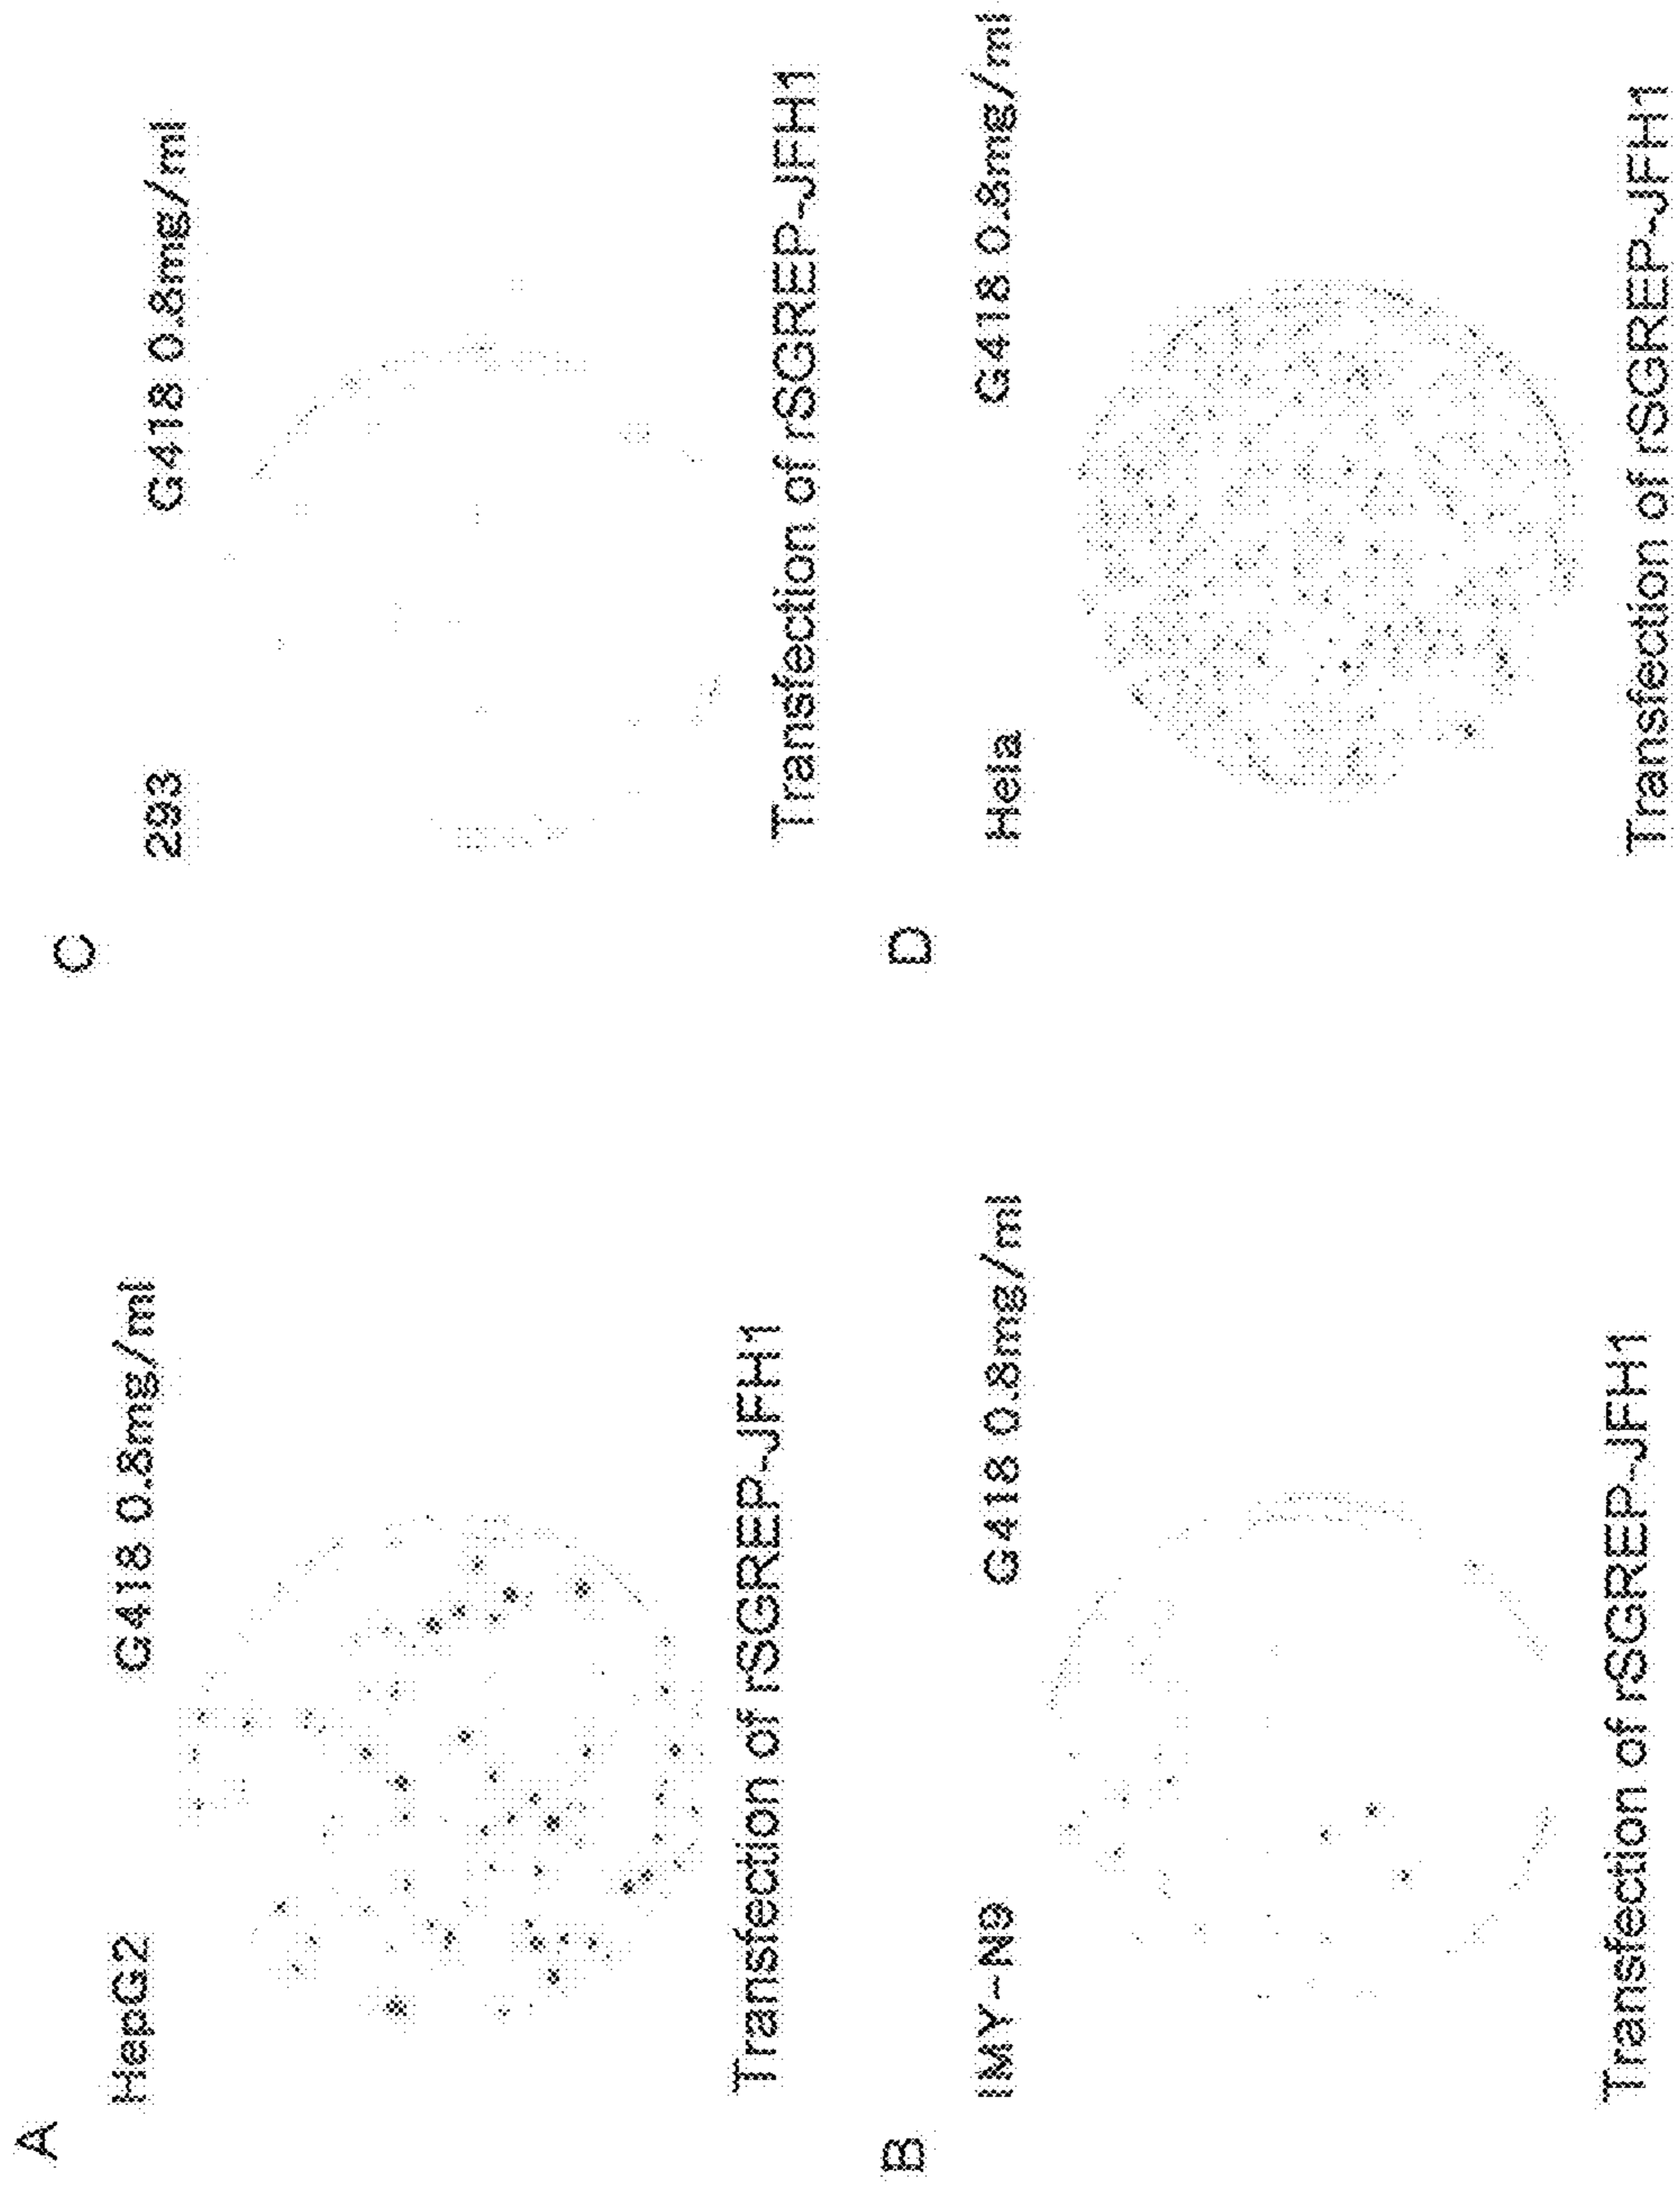 A
HepG2
G418 0.8mg/ml
Transfection of rSGREP-JFH1
B
IMY-N9
G418 0.8mg/ml
Transfection of rSGREP-JFH1
C
293
G418 0.8mg/ml
Transfection of rSGREP-JFH1
D
Hela
G418 0.8mg/ml
Transfection of rSGREP-JFH1